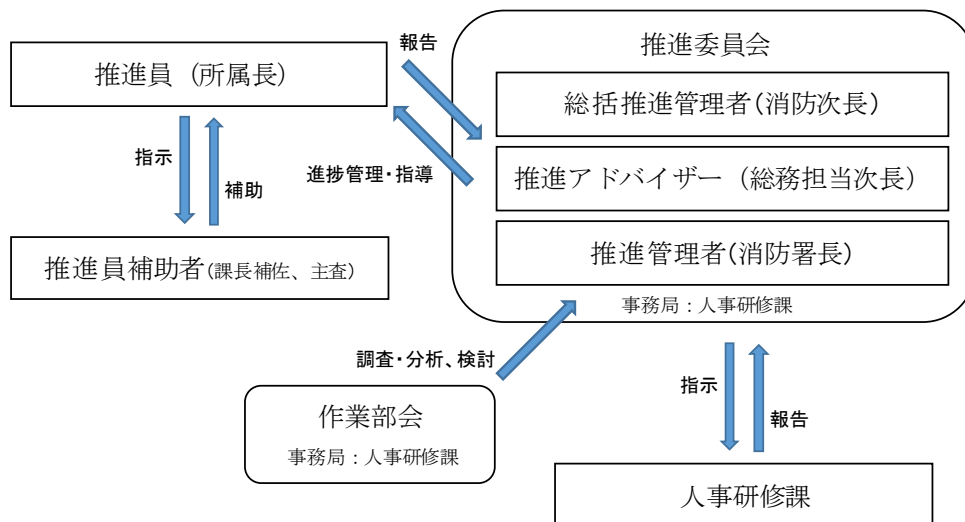 推進員（所属長）
報告
推進委員会
総括推進管理者（消防次長）
推進アドバイザー（総務担当次長）
推進管理者（消防署長）
事務局：人事研修課
進捗管理・指導
指示
補助
推進員補助者（課長補佐、主査）
調査・分析、検討
作業部会
事務局：人事研修課
指示
報告
人事研修課